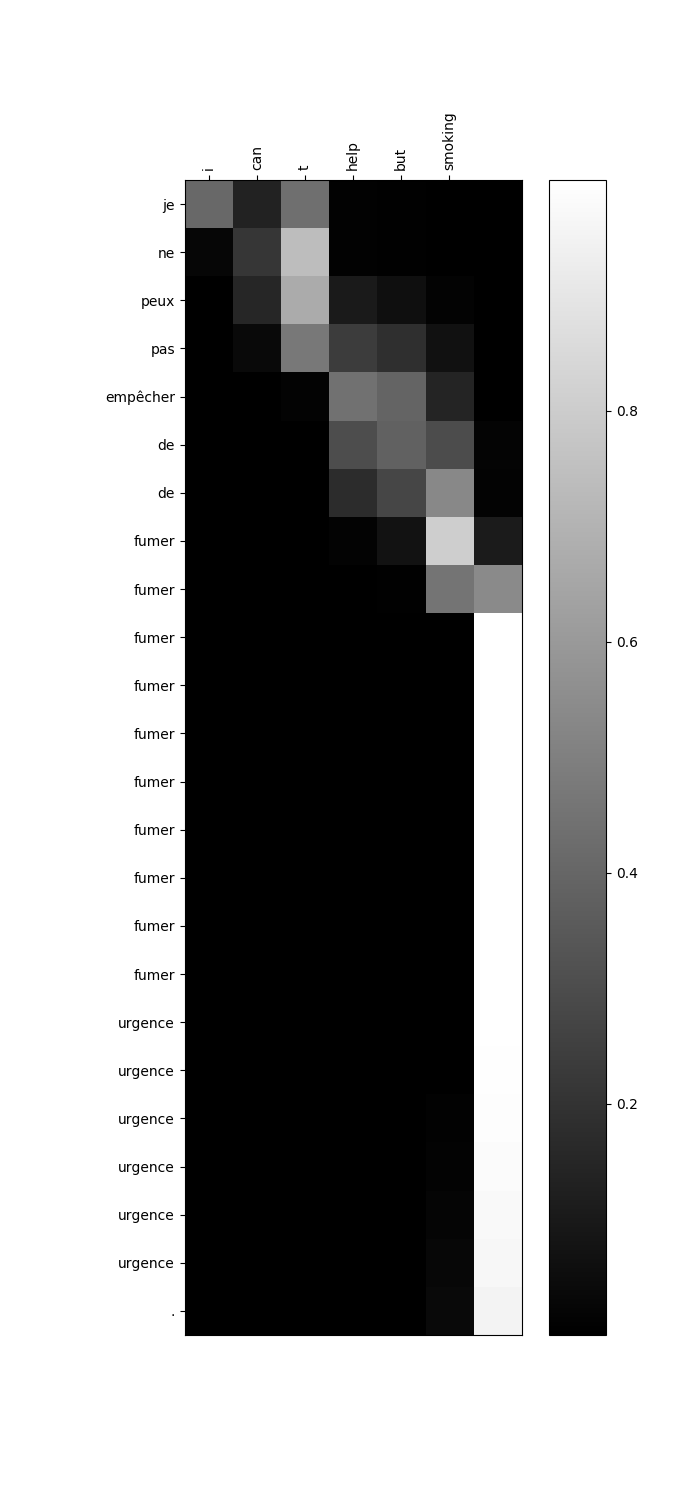 i can t help but smoking
je
ne
peux
pas
empêcher
de
de
fumer
fumer
fumer
fumer
fumer
fumer
fumer
fumer
fumer
fumer
urgence
urgence
urgence
urgence
urgence
urgence
.
0.8
0.6
0.4
0.2